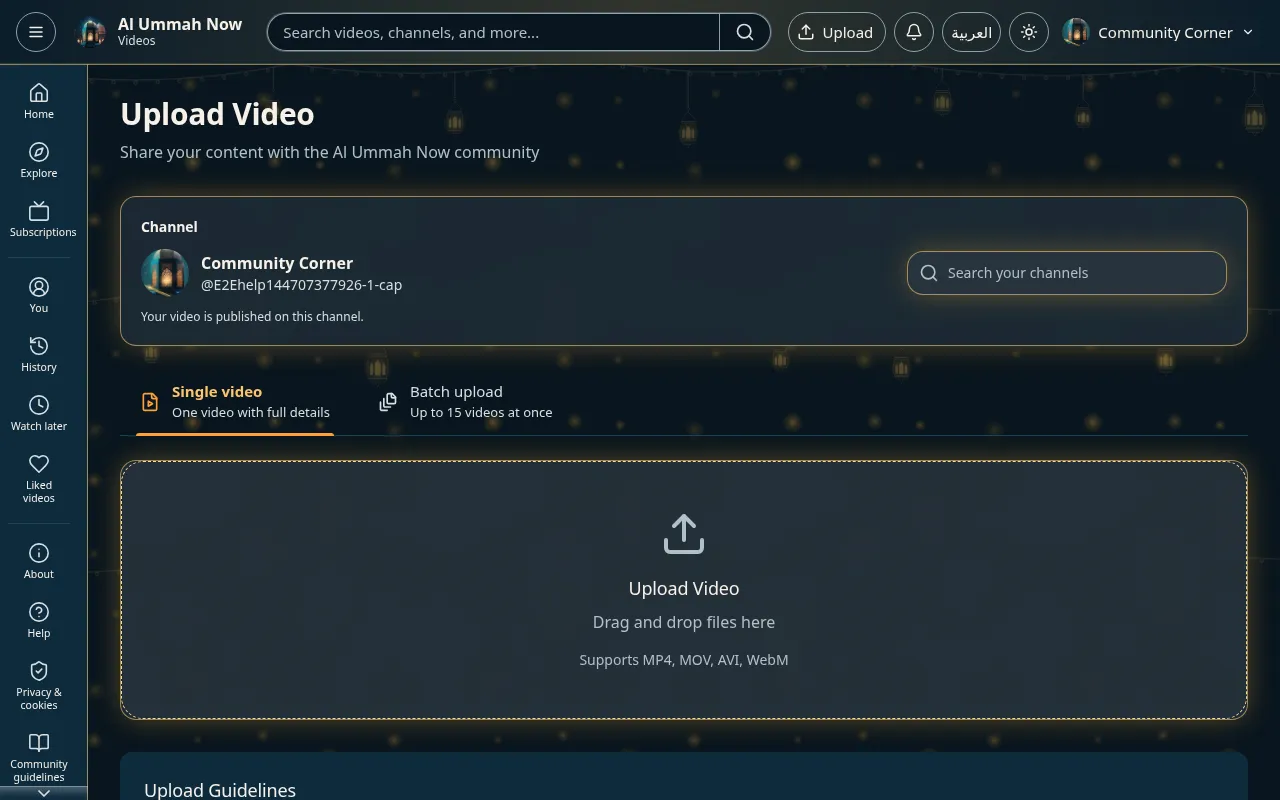 Al Ummah Now
Videos
Search videos, channels, and more...
Upload
العربية
Community Corner
Home
Explore
Subscriptions
You
History
Watch later
Liked
videos
About
Help
Privacy &
cookies
Community
guidelines
Upload Video
Share your content with the Al Ummah Now community
Channel
Community Corner
@E2Ehelp144707377926-1-cap
Search your channels
Your video is published on this channel.
Single video
One video with full details
Batch upload
Up to 15 videos at once
Upload Video
Drag and drop files here
Supports MP4, MOV, AVI, WebM
Upload Guidelines